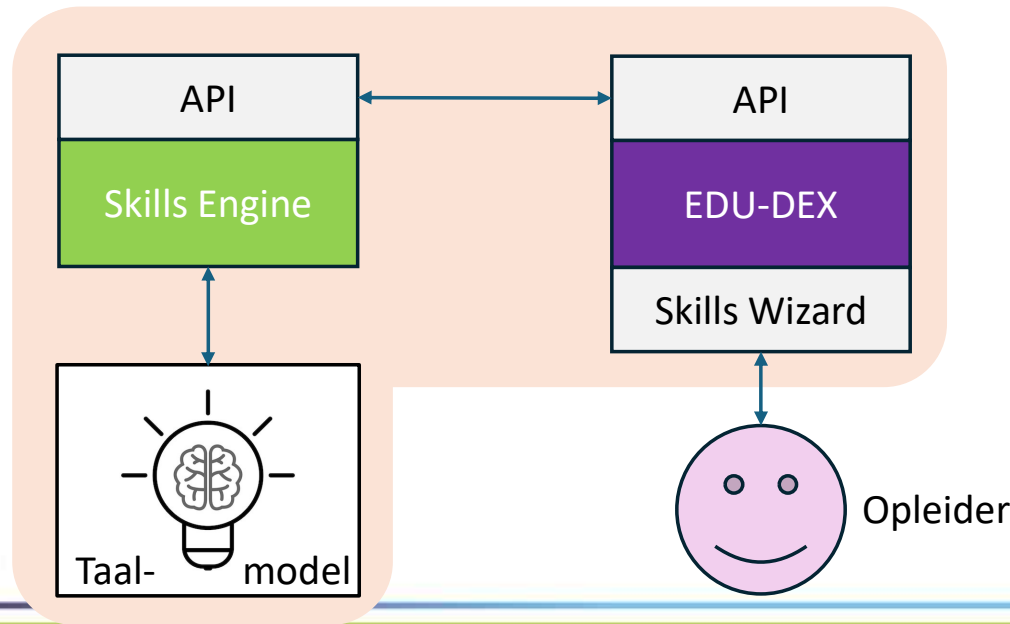 API
Skills Engine
Taal- model
API
EDU-DEX
Skills Wizard
Opleider